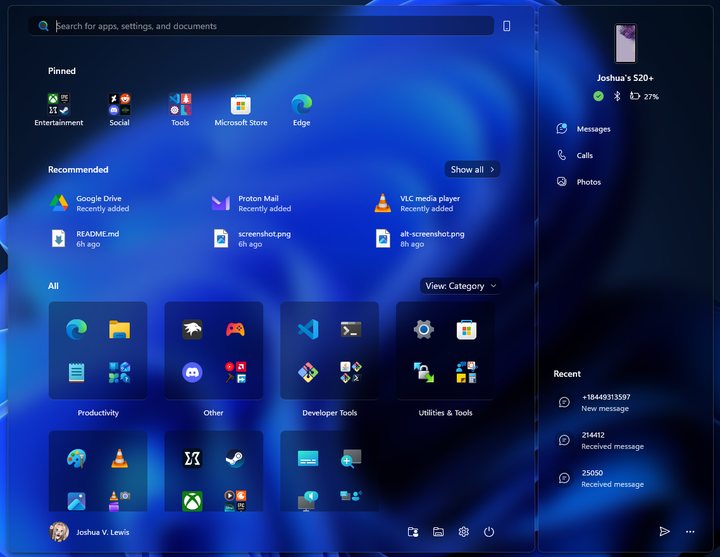 Search for apps, settings, and documents
Pinned
Entertainment
Social
Tools
Microsoft Store
Edge
Recommended
Show all
Google Drive
Recently added
Proton Mail
Recently added
VLC media player
Recently added
README.md
6h ago
screenshot.png
6h ago
alt-screenshot.png
8h ago
All
View: Category
Productivity
Other
Developer Tools
Utilities & Tools
Joshua V. Lewis
Joshua's S20+
27%
Messages
Calls
Photos
Recent
+18449313597
New message
214412
Received message
25050
Received message